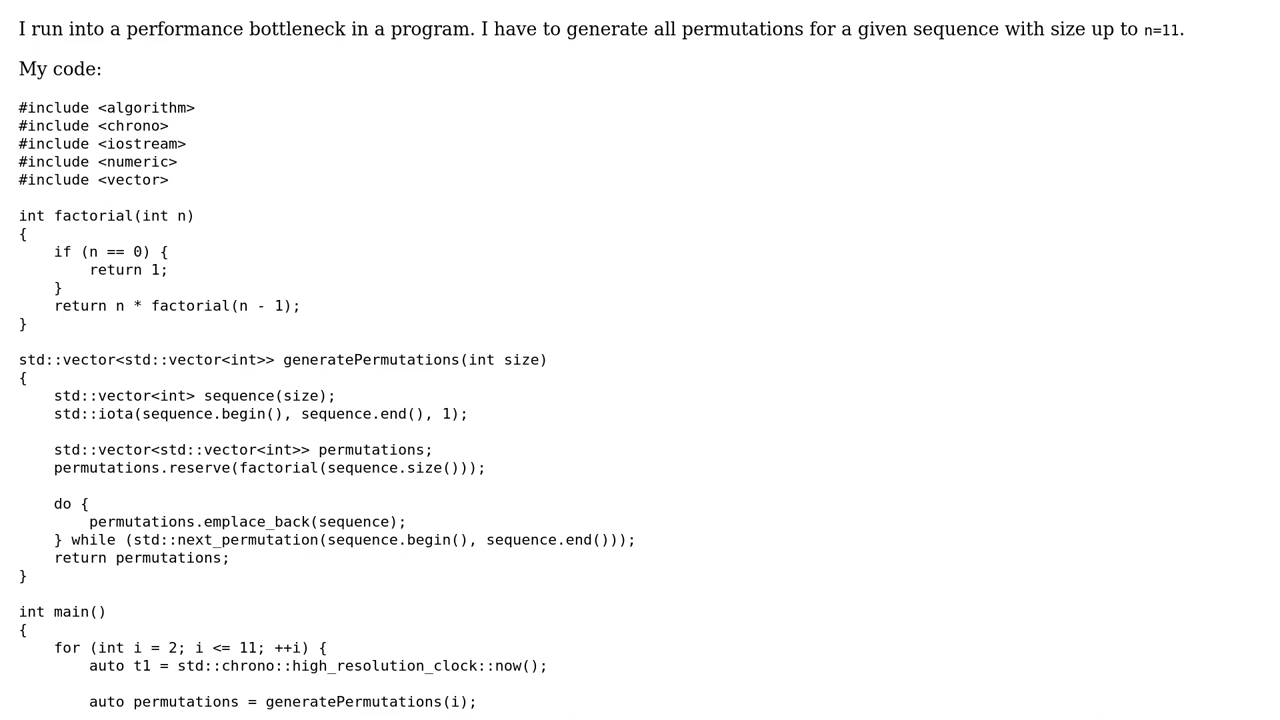 I run into a performance bottleneck in a program. I have to generate all permutations for a given sequence with size up to n=11.
My code:
#include <algorithm>
#include <chrono>
#include <iostream>
#include <numeric>
#include <vector>
int factorial(int n)
{
    if (n == 0) {
        return 1;
    }
    return n * factorial(n - 1);
}
std::vector<std::vector<int>> generatePermutations(int size)
{
    std::vector<int> sequence(size);
    std::iota(sequence.begin(), sequence.end(), 1);
    std::vector<std::vector<int>> permutations;
    permutations.reserve(factorial(sequence.size()));
    do {
        permutations.emplace_back(sequence);
    } while (std::next_permutation(sequence.begin(), sequence.end()));
    return permutations;
}
int main()
{
    for (int i = 2; i <= 11; ++i) {
        auto t1 = std::chrono::high_resolution_clock::now();
        auto permutations = generatePermutations(i);